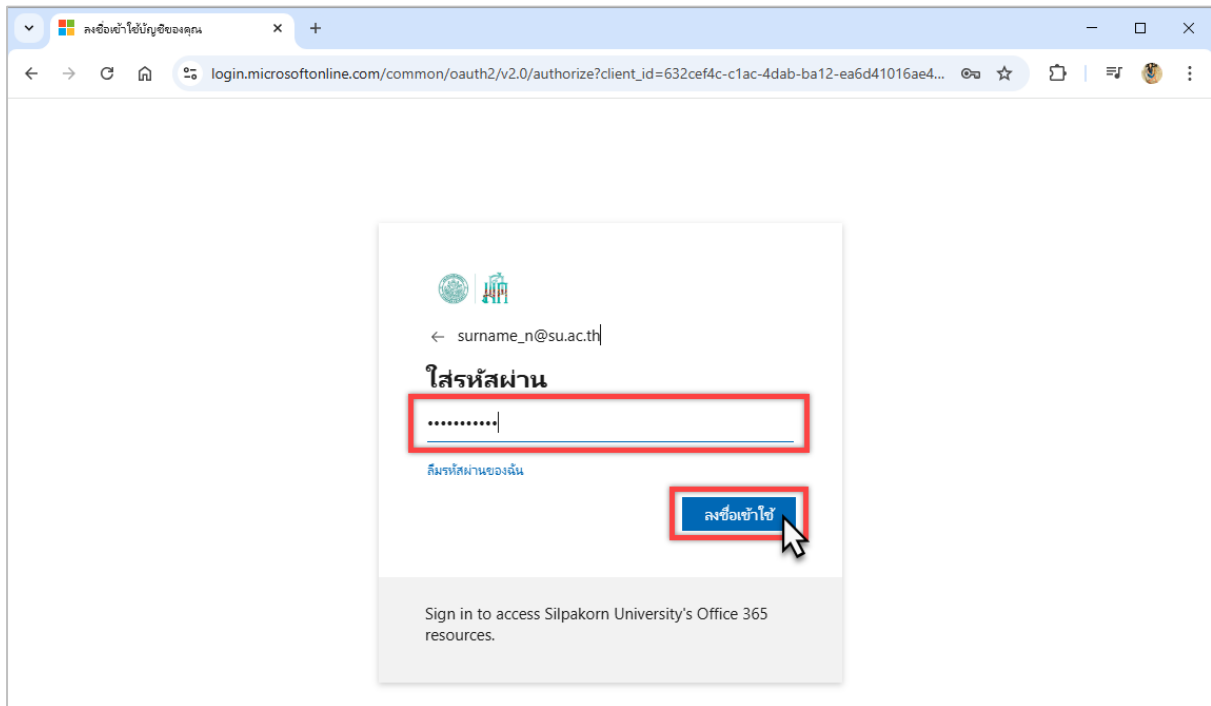 ลงชื่อเข้าใช้บัญชีของคุณ
login.microsoftonline.com/common/oauth2/v2.0/authorize?client_id=632cef4c-c1ac-4dab-ba12-ea6d41016ae4...
surname_n@su.ac.th
ใส่รหัสผ่าน
•••••••••••
ลืมรหัสผ่านของฉัน
ลงชื่อเข้าใช้
Sign in to access Silpakorn University's Office 365
resources.